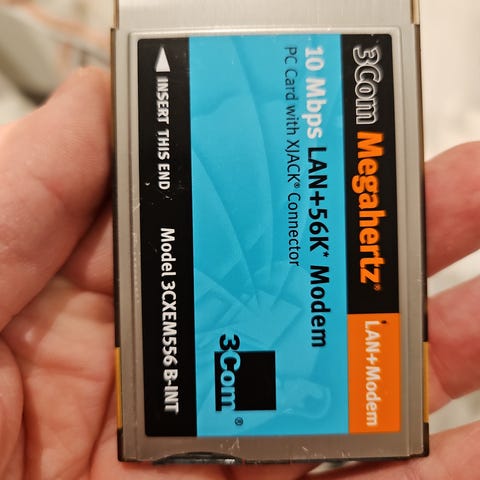 3Com Megahertz®
LAN+Modem
10 Mbps LAN+56K* Modem
PC Card with XJACK® Connector
3Com®
INSERT THIS END
Model 3CXEM556 B-INT